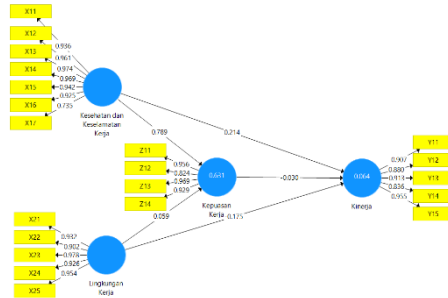 X11
X12
X13
X14
X15
X16
X17
0.936
0.961
0.974
0.969
0.942
0.925
0.735
Kesehatan dan
Keselamatan
Kerja
0.789
0.214
Z11
Z12
Z13
Z14
0.956
0.824
0.969
0.929
0.631
Kepuasan
Kerja
-0.030
0.064
Kinerja
Y11
Y12
Y13
Y14
Y15
0.907
0.880
0.913
0.836
0.955
0.059
-0.175
X21
X22
X23
X24
X25
0.932
0.902
0.978
0.928
0.954
Lingkungan
Kerja